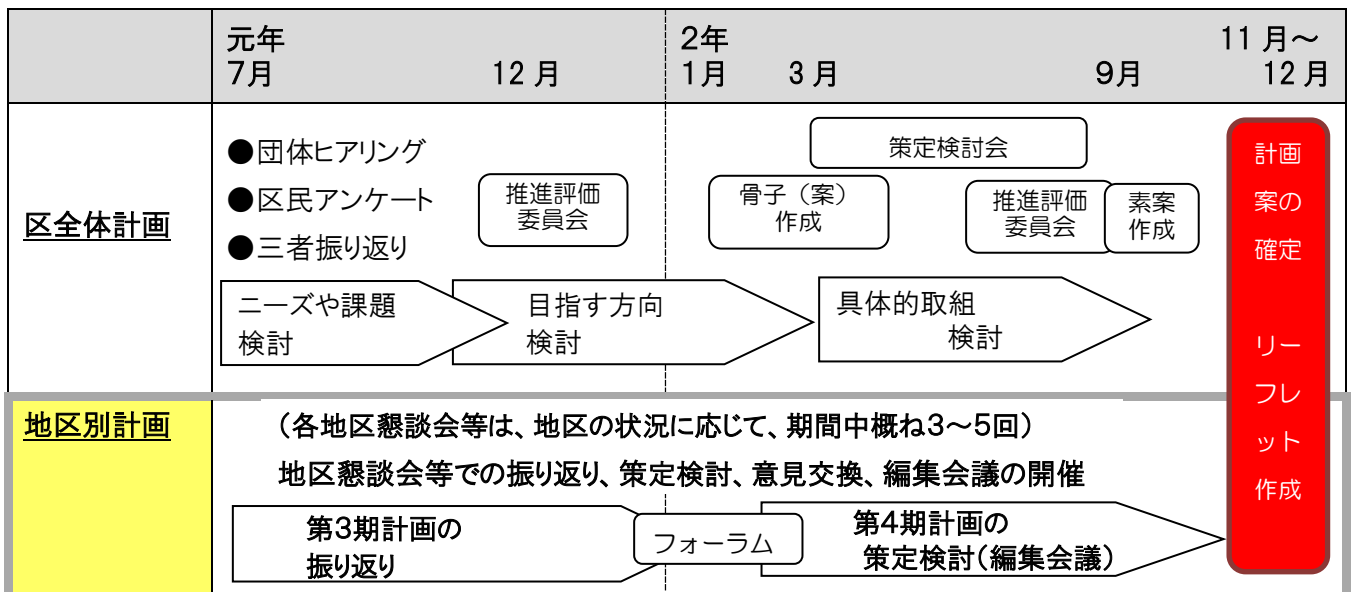 元年
7月
12月
2年
1月
3月
9月
11月～
12月
区全体計画
●団体ヒアリング
●区民アンケート
●三者振り返り
推進評価
委員会
骨子（案）
作成
策定検討会
推進評価
委員会
素案
作成
ニーズや課題
検討
目指す方向
検討
具体的取組
検討
計画
案の
確定
リー
フレ
ット
作成
地区別計画
（各地区懇談会等は、地区の状況に応じて、期間中概ね3～5回）
地区懇談会等での振り返り、策定検討、意見交換、編集会議の開催
第3期計画の
振り返り
フォーラム
第4期計画の
策定検討（編集会議）